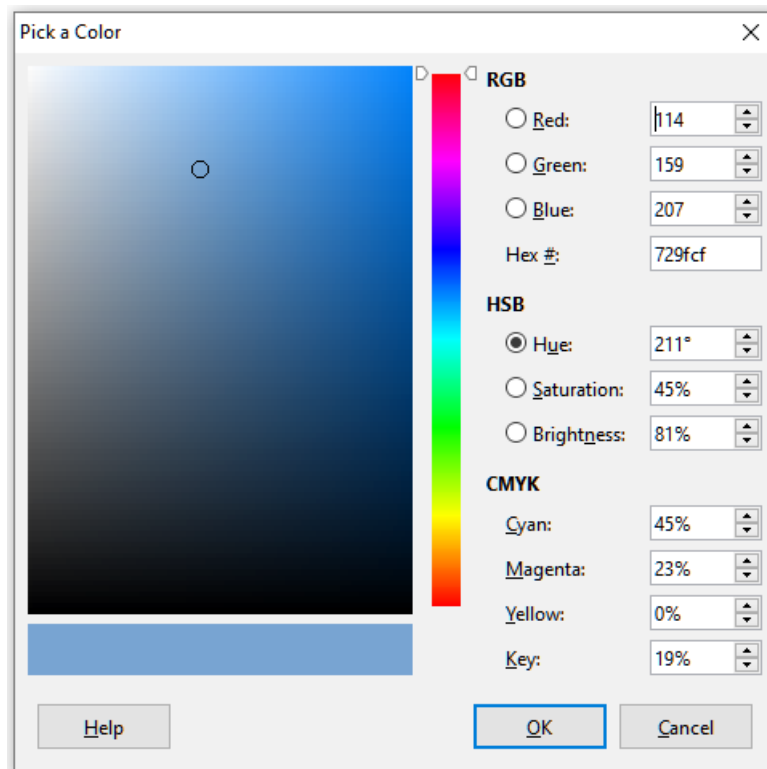 Pick a Color
RGB
Red: 114
Green: 159
Blue: 207
Hex #: 729fcf
HSB
Hue: 211°
Saturation: 45%
Brightness: 81%
CMYK
Cyan: 45%
Magenta: 23%
Yellow: 0%
Key: 19%
Help OK Cancel